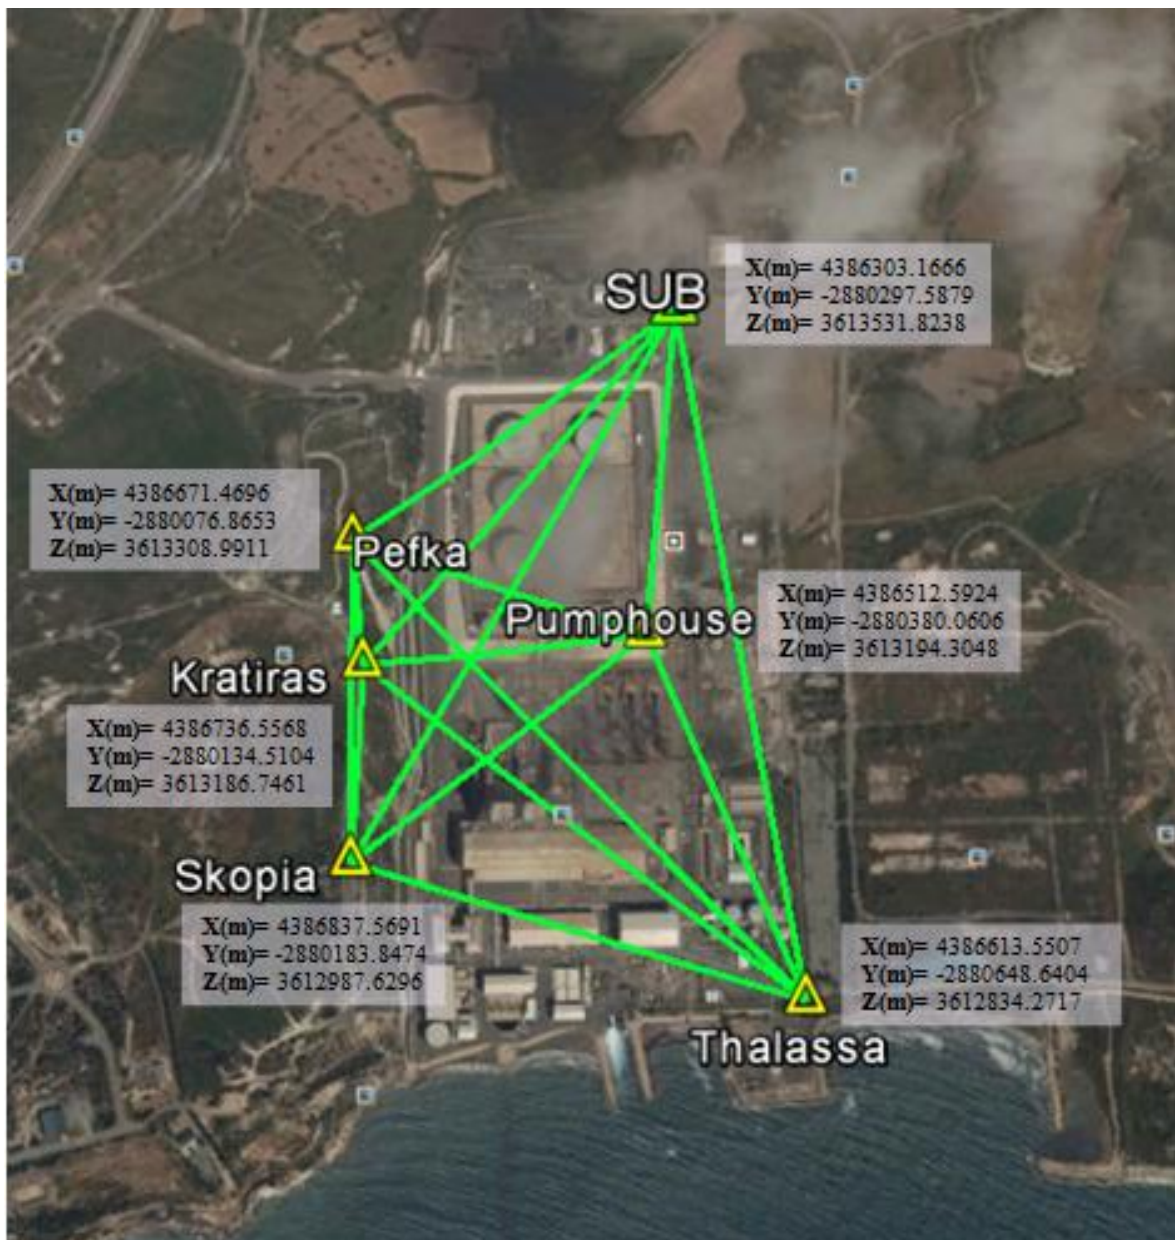 SUB
X(m)= 4386303.1666
Y(m)= -2880297.5879
Z(m)= 3613531.8238
X(m)= 4386671.4696
Y(m)= -2880076.8653
Z(m)= 3613308.9911
Pefka
X(m)= 4386512.5924
Y(m)= -2880380.0606
Z(m)= 3613194.3048
Pumphouse
Kratiras
X(m)= 4386736.5568
Y(m)= -2880134.5104
Z(m)= 3613186.7461
Skopia
X(m)= 4386837.5691
Y(m)= -2880183.8474
Z(m)= 3612987.6296
X(m)= 4386613.5507
Y(m)= -2880648.6404
Z(m)= 3612834.2717
Thalassa